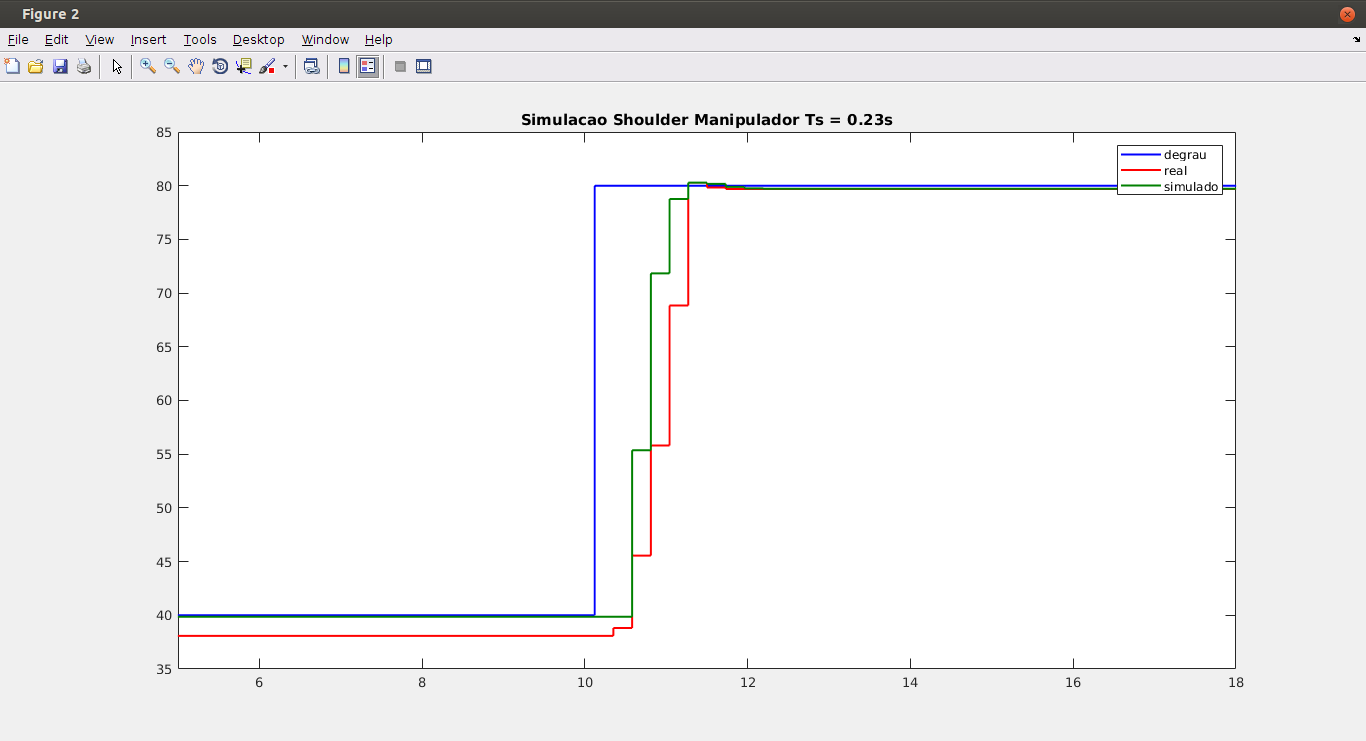 Figure 2
File Edit View Insert Tools Desktop Window Help
Simulacao Shoulder Manipulador Ts = 0.23s
85
80
75
70
65
60
55
50
45
40
35
6 8 10 12 14 16 18
degrau
real
simulado